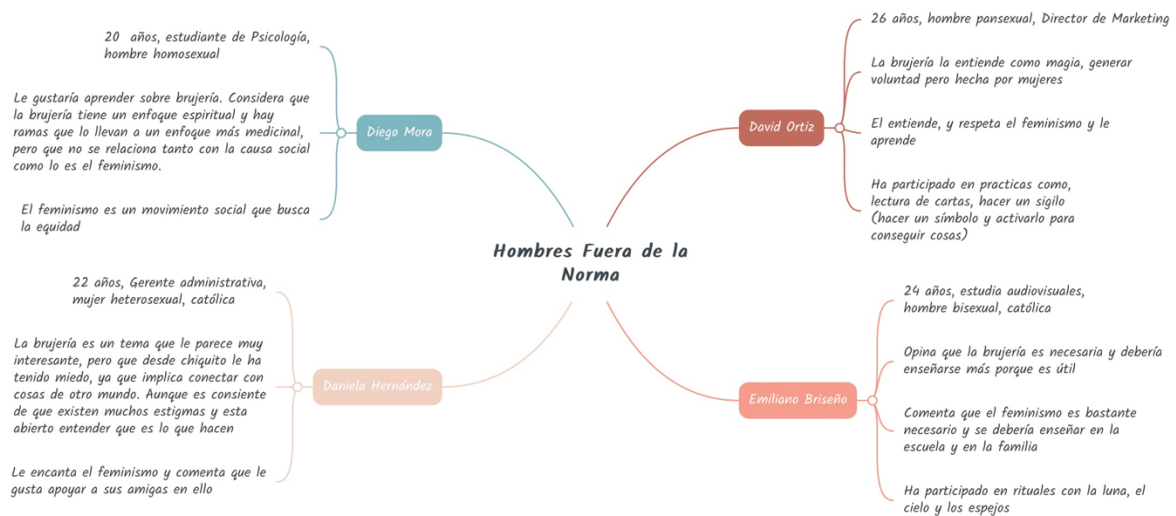 Hombres Fuera de la
Norma
Diego Mora
20 años, estudiante de Psicología,
hombre homosexual
Le gustaría aprender sobre brujería. Considera
que la brujería tiene un enfoque espiritual y hay
ramas que lo llevan a un enfoque más medicinal,
pero que no se relaciona tanto con la causa social
como lo es el feminismo.
El feminismo es un movimiento social que busca
la equidad
Daniela Hernández
22 años, Gerente administrativa,
mujer heterosexual, católica
La brujería es un tema que le parece muy
interesante, pero que desde chiquito le ha
tenido miedo, ya que implica conectar con
cosas de otro mundo. Aunque es consiente
de que existen muchos estigmas y esta
abierto entender que es lo que hacen
Le encanta el feminismo y comenta que le
gusta apoyar a sus amigas en ello
David Ortiz
26 años, hombre pansexual, Director de Marketing
La brujería la entiende como magia, generar
voluntad pero hecha por mujeres
El entiende, y respeta el feminismo y le
aprende
Ha participado en practicas como,
lectura de cartas, hacer un sigilo
(hacer un símbolo y activarlo para
conseguir cosas)
Emiliano Briseño
24 años, estudia audiovisuales,
hombre bisexual, católica
Opina que la brujería es necesaria y debería
enseñarse más porque es útil
Comenta que el feminismo es bastante
necesario y se debería enseñar en la
escuela y en la familia
Ha participado en rituales con la luna, el
cielo y los espejos